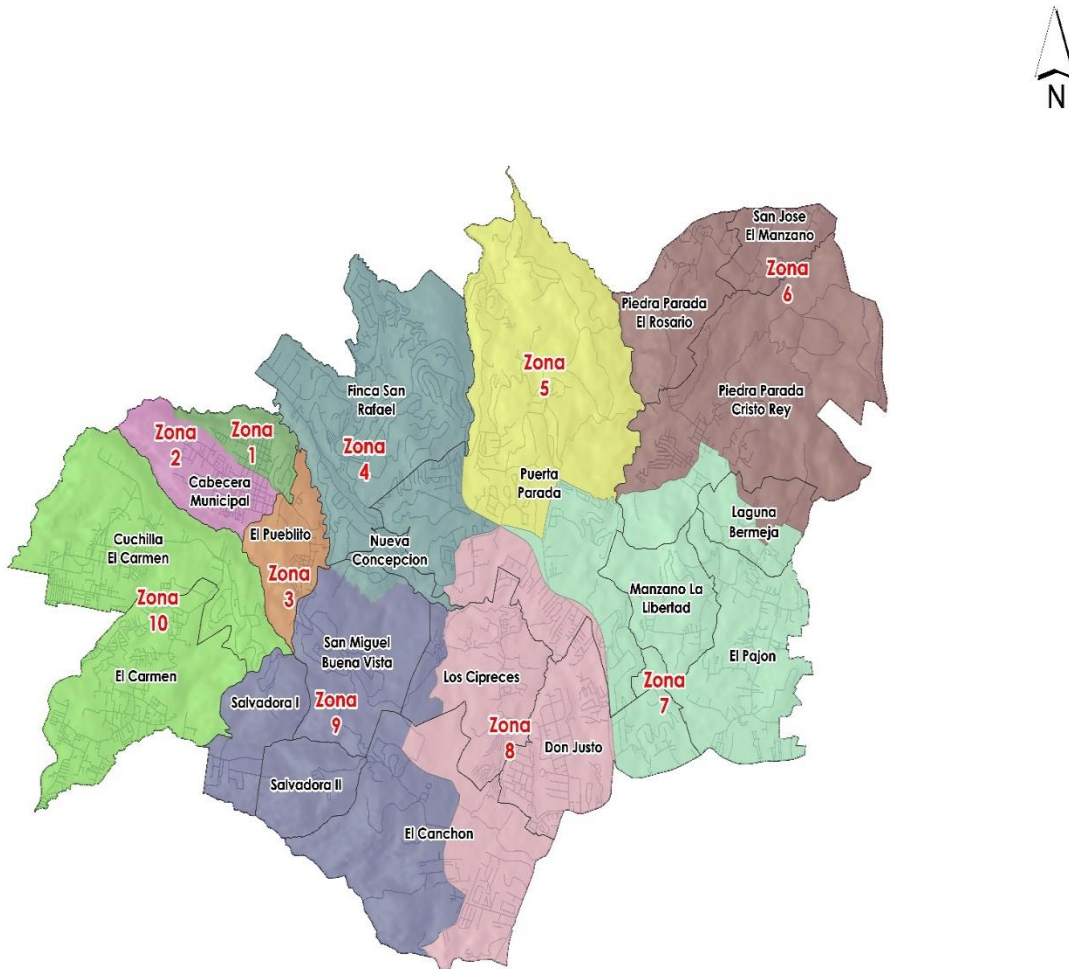 N
San Jose
El Manzano
Zona
6
Piedra Parada
El Rosario
Piedra Parada
Cristo Rey
Zona
5
Puerta
Parada
Finca San
Rafael
Zona
4
Nueva
Concepcion
Zona
1
Zona
2
Cabecera
Municipal
El Pueblito
Zona
3
Cuchilla
El Carmen
Zona
10
El Carmen
Laguna
Bermeja
Manzano La
Libertad
El Pajon
Zona
7
San Miguel
Buena Vista
Salvadora I
Zona
9
Salvadora II
El Canchon
Los Cipreces
Zona
8
Don Justo